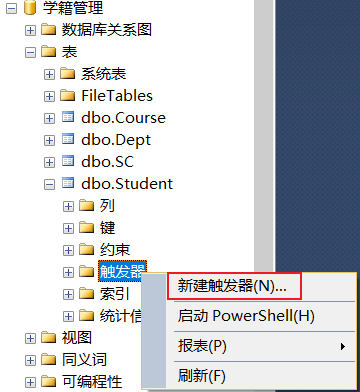 学籍管理
数据库关系图
表
系统表
FileTables
dbo.Course
dbo.Dept
dbo.SC
dbo.Student
列
键
约束
触发器
新建触发器(N)...
索引
启动 PowerShell(H)
统计信
报表(P)
视图
同义词
刷新(F)
可编程性